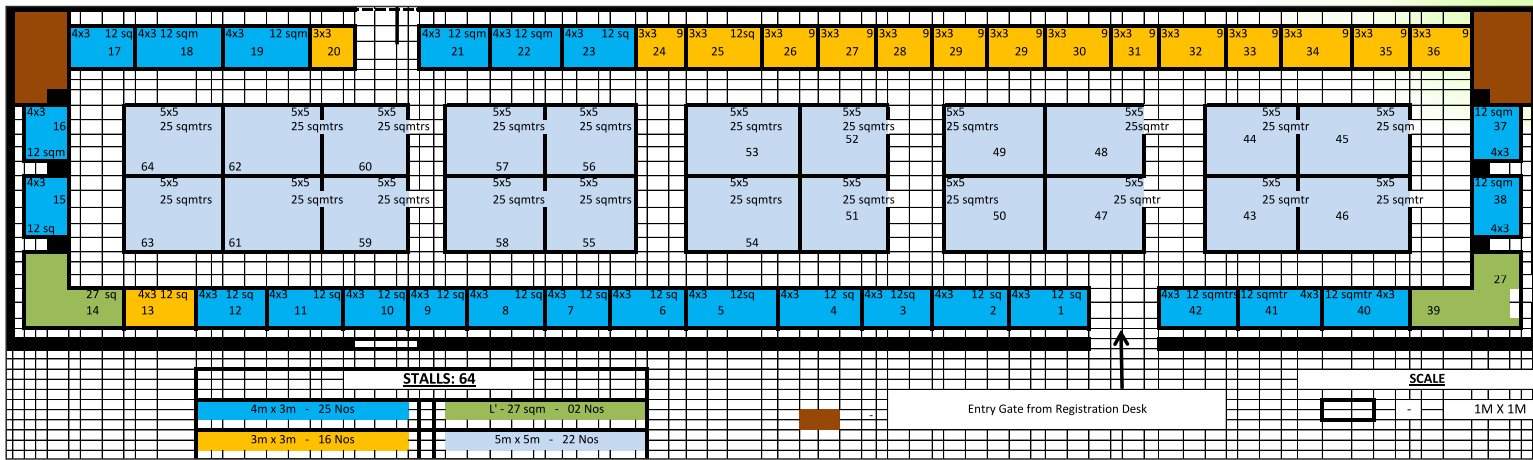 4x3 12 sq 4x3 12 sqm 4x3 12 sqm 3x3 4x3 12 sqm 4x3 12 sqm 4x3 12 sq 3x3 9 3x3 12sq 3x3 9 3x3 9 3x3 9 3x3 9 3x3 9 3x3 9 3x3 9 3x3 9 3x3 9 3x3 9 3x3 9 3x3 9
17 18 19 20 21 22 23 24 25 26 27 28 29 29 30 31 32 33 34 35 36
4x3 5x5 5x5 5x5 5x5 5x5 5x5 5x5 5x5 5x5 5x5 5x5 12 sqm
16 25 sqmtrs 25 sqmtrs 25 sqmtrs 25 sqmtrs 25 sqmtrs 25 sqmtrs 25 sqmtrs 25 sqmtrs 25sqmtr 25 sqmtr 25 sqm 37
52 44 45
12 sqm 53 49 48 4x3
64 62 60 57 56
4x3 5x5 5x5 5x5 5x5 5x5 5x5 5x5 5x5 5x5 5x5 5x5 12 sqm
15 25 sqmtrs 25 sqmtrs 25 sqmtrs 25 sqmtrs 25 sqmtrs 25 sqmtrs 25 sqmtrs 25 sqmtrs 25 sqmtr 25 sqmtr 25 sqmtr 38
51 50 47 43 46
12 sq 4x3
63 61 59 58 55 54
27
27 sq 4x3 12 sq 4x3 12 sq 4x3 12 sq 4x3 12 sq 4x3 12 sq 4x3 12 sq 4x3 12 sq 4x3 12 sq 4x3 12sq 4x3 12 sq 4x3 12sq 4x3 12 sq 4x3 12 sq 4x3 12 sqmtrs 12 sqmtr 4x3 12 sqmtr 4x3
14 13 12 11 10 9 8 7 6 5 4 3 2 1 42 41 40 39
STALLS: 64
SCALE
4m x 3m - 25 Nos L' - 27 sqm - 02 Nos
- Entry Gate from Registration Desk - 1M X 1M
3m x 3m - 16 Nos 5m x 5m - 22 Nos